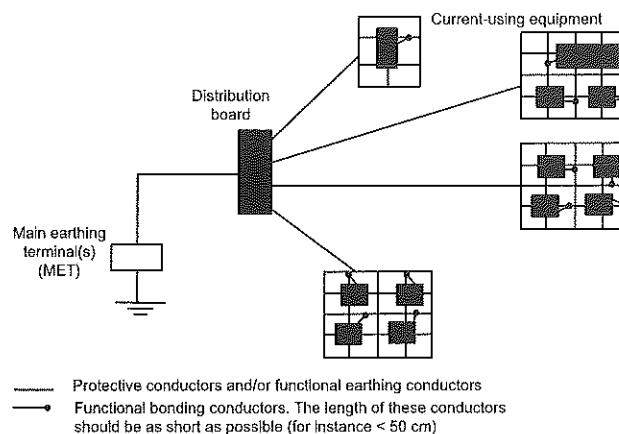 Current-using equipment
Distribution
board
Main earthing
terminal(s)
(MET)
Protective conductors and/or functional earthing conductors
Functional bonding conductors. The length of these conductors
should be as short as possible (for instance < 50 cm)